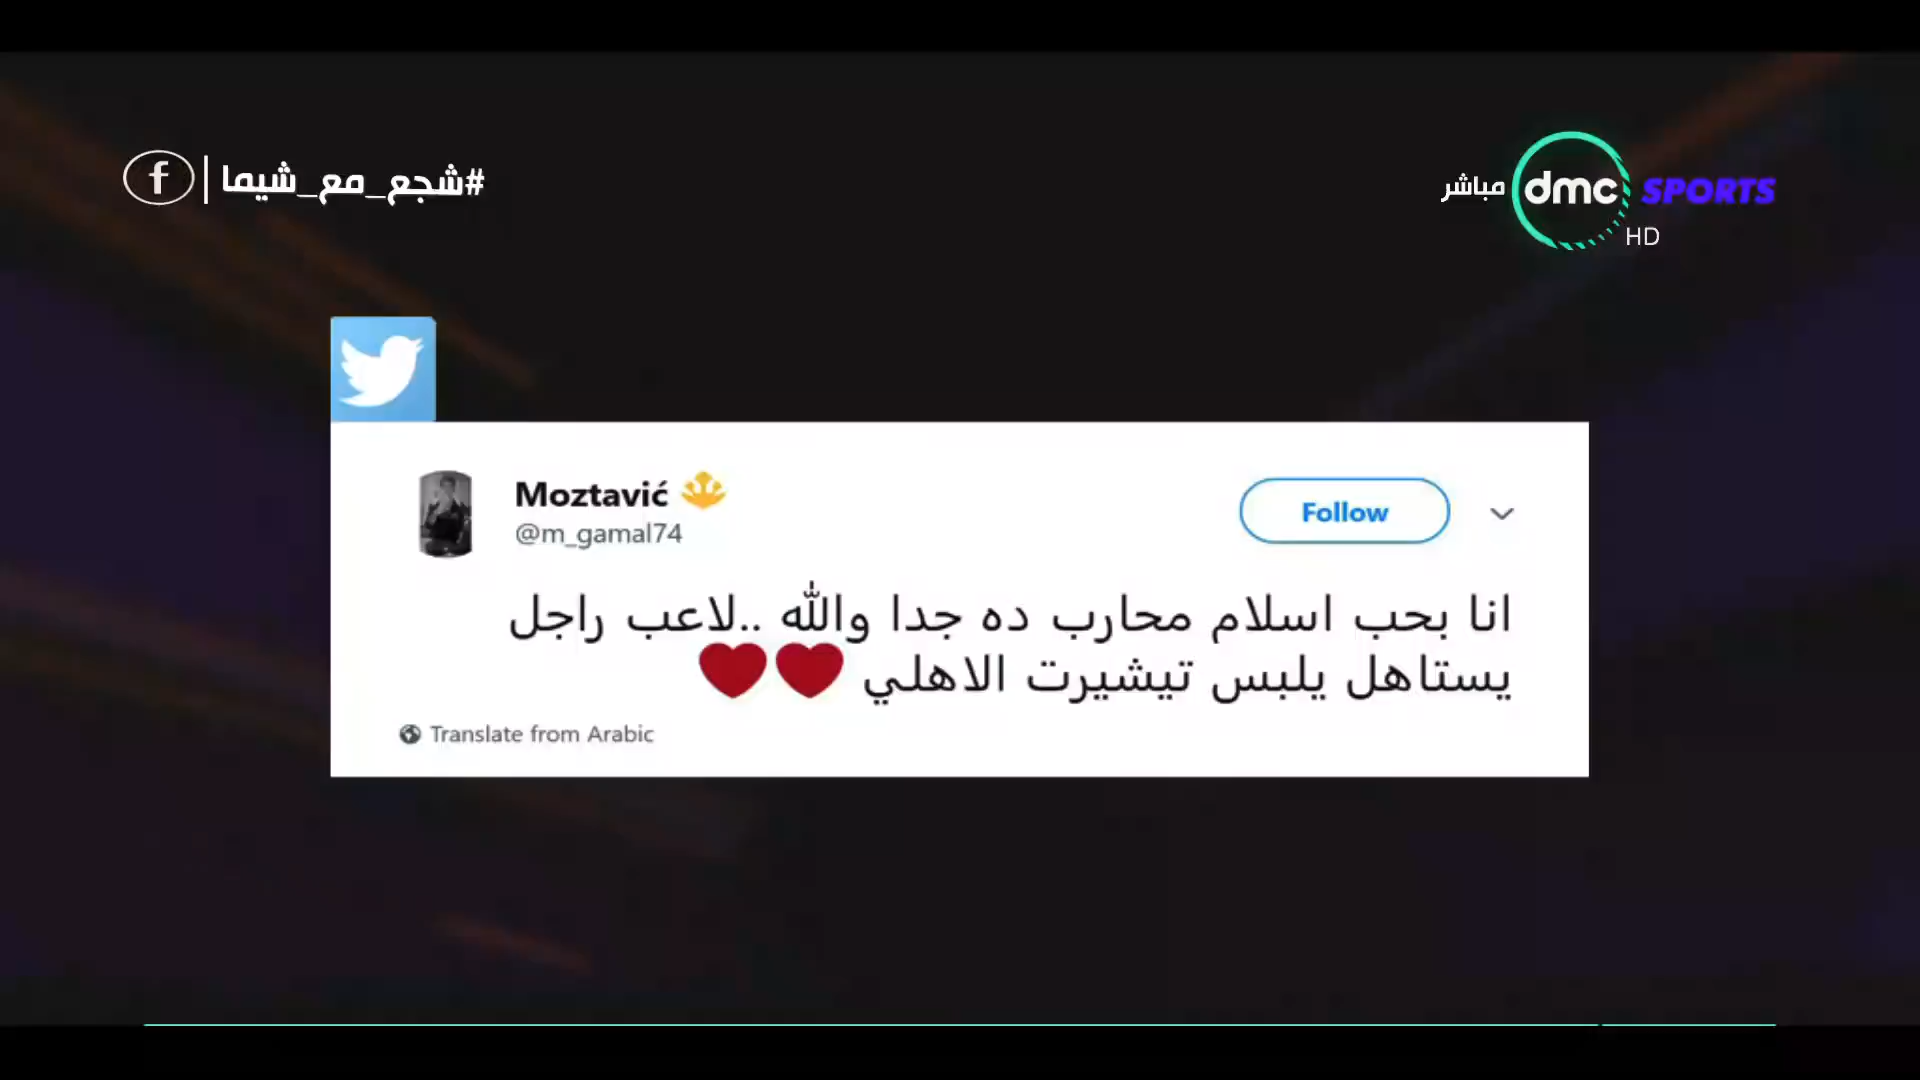 #شجع_مع_شيما
مباشر dmc SPORTS
HD
Moztavić
@m_gamal74
Follow
انا بحب اسلام محارب ده جدا والله ..لاعب راجل
يستاهل يلبس تيشيرت الاهلي ❤❤
Translate from Arabic